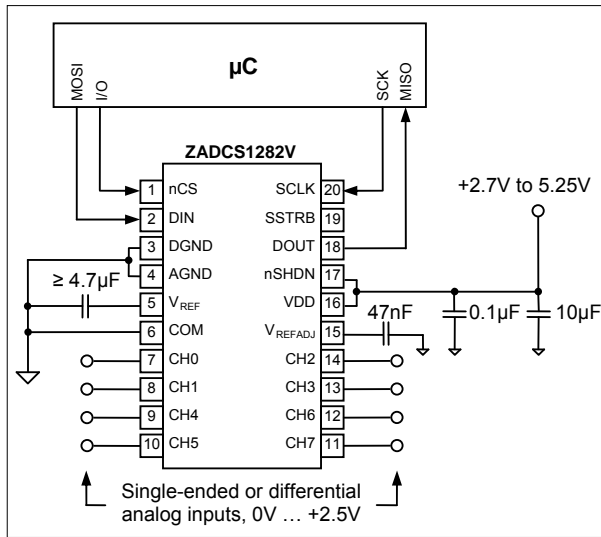 µC
MOSI
I/O
SCK
MISO
ZADCS1282V
1 nCS
SCLK 20
+2.7V to 5.25V
2 DIN
SSTRB 19
3 DGND
DOUT 18
4 AGND
nSHDN 17
≥ 4.7µF
5 VREF
VDD 16
47nF
0.1µF
10µF
6 COM
VREFADJ 15
7 CH0
CH2 14
8 CH1
CH3 13
9 CH4
CH6 12
10 CH5
CH7 11
Single-ended or differential
analog inputs, 0V … +2.5V